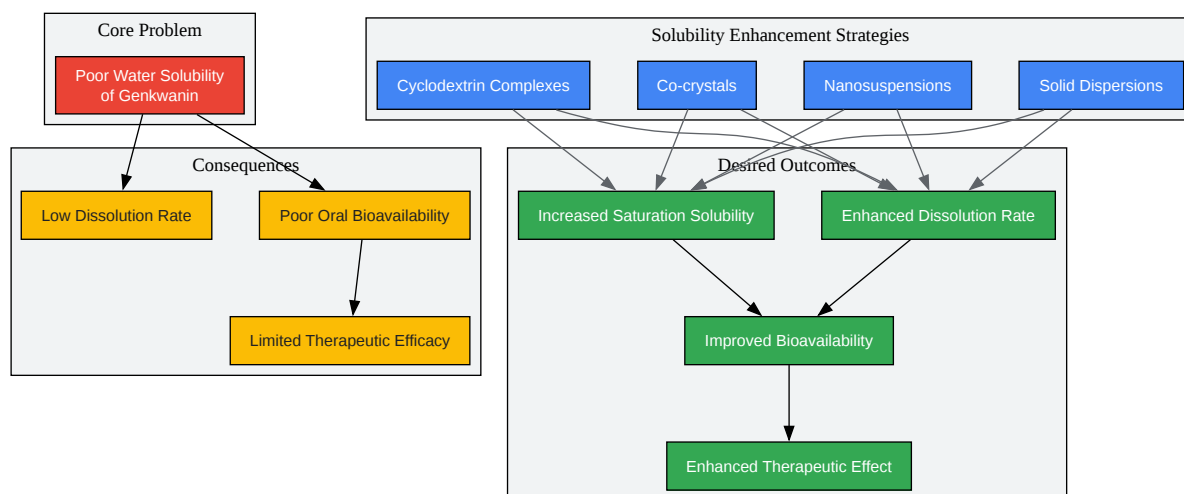 Core Problem
Poor Water Solubility
of Genkwanin
Solubility Enhancement Strategies
Cyclodextrin Complexes
Co-crystals
Nanosuspensions
Solid Dispersions
Consequences
Low Dissolution Rate
Poor Oral Bioavailability
Limited Therapeutic Efficacy
Desired Outcomes
Increased Saturation Solubility
Enhanced Dissolution Rate
Improved Bioavailability
Enhanced Therapeutic Effect